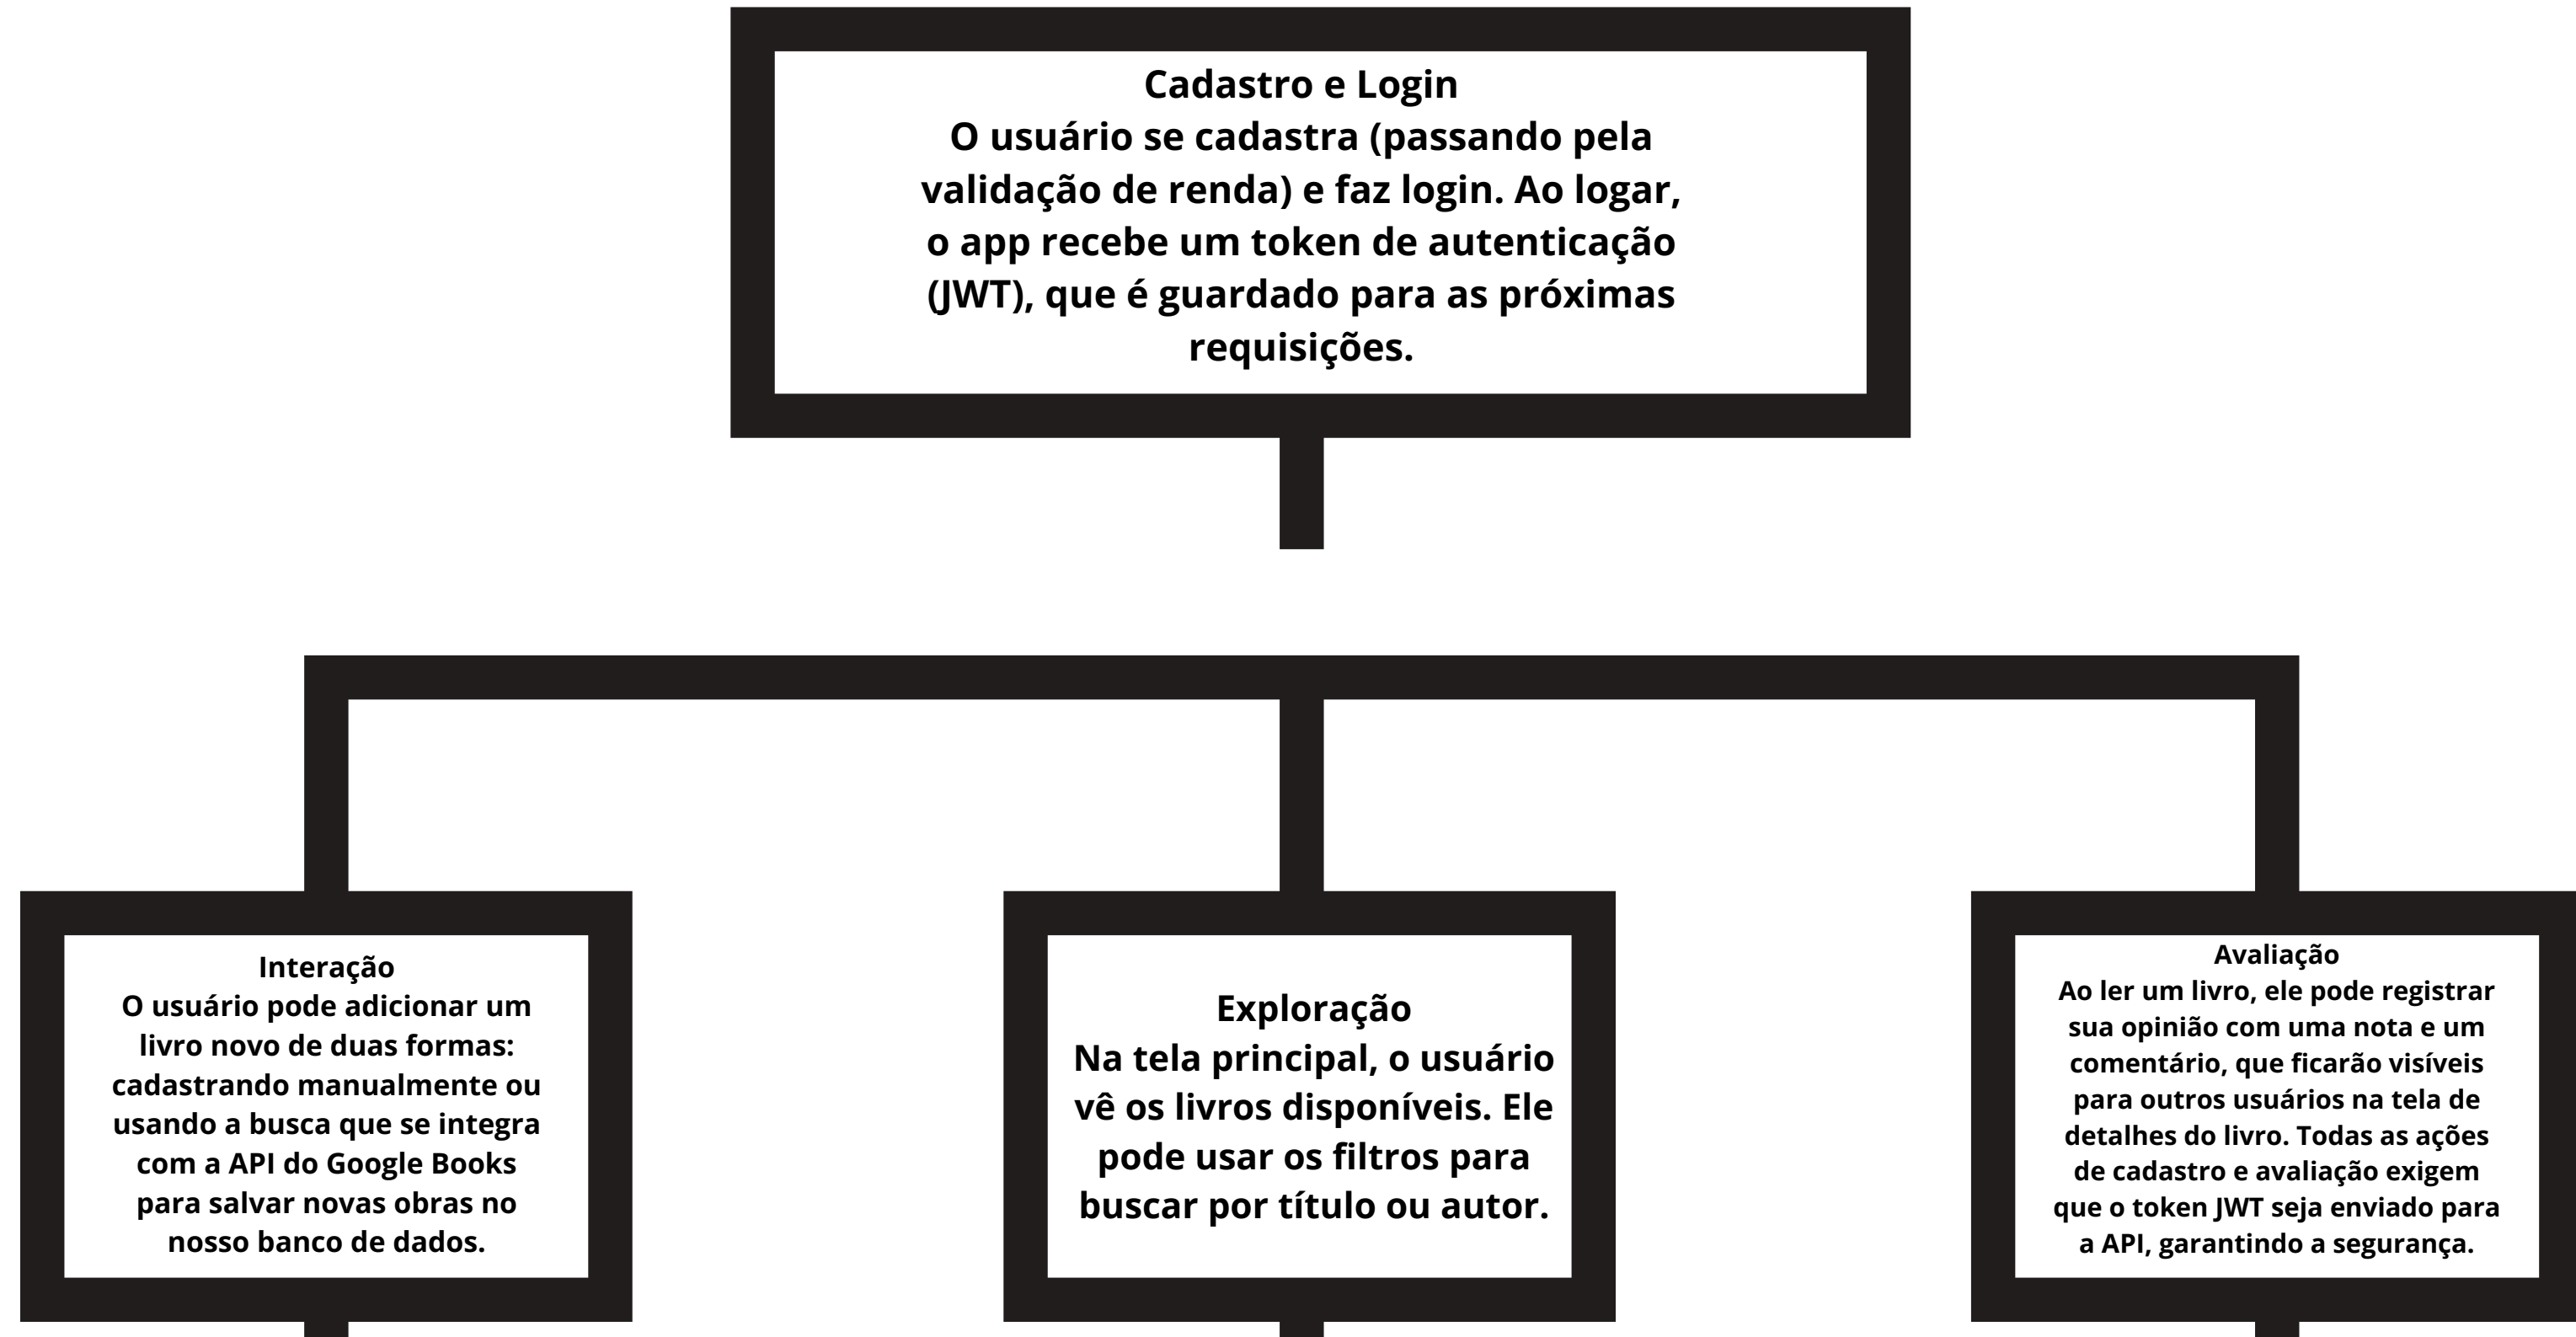 Cadastro e Login
O usuário se cadastra (passando pela
validação de renda) e faz login. Ao logar,
o app recebe um token de autenticação
(JWT), que é guardado para as próximas
requisições.
Interação
O usuário pode adicionar um
livro novo de duas formas:
cadastrando manualmente ou
usando a busca que se integra
com a API do Google Books
para salvar novas obras no
nosso banco de dados.
Exploração
Na tela principal, o usuário
vê os livros disponíveis. Ele
pode usar os filtros para
buscar por título ou autor.
Avaliação
Ao ler um livro, ele pode registrar
sua opinião com uma nota e um
comentário, que ficarão visíveis
para outros usuários na tela de
detalhes do livro. Todas as ações
de cadastro e avaliação exigem
que o token JWT seja enviado para
a API, garantindo a segurança.